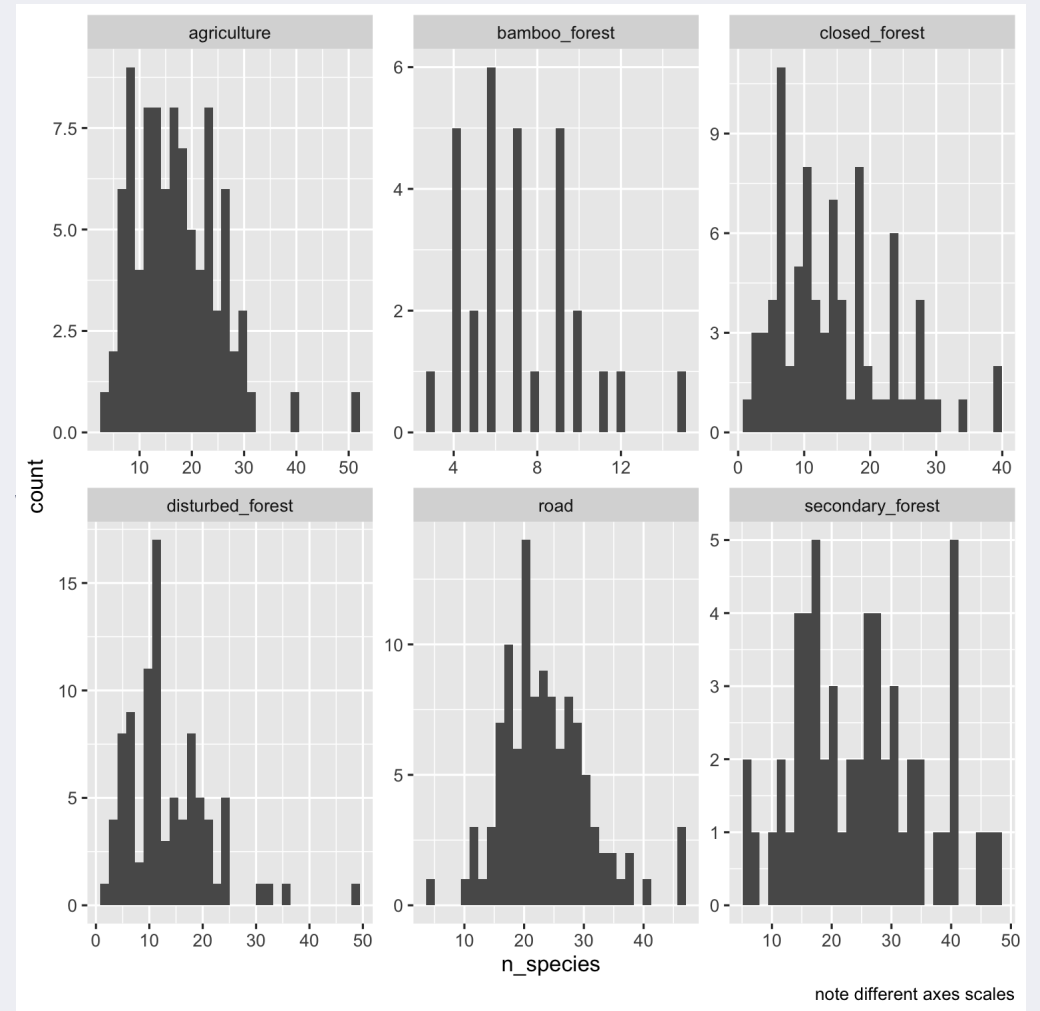 agriculture
bamboo_forest
closed_forest
7.5
5.0
2.5
0.0
10 20 30 40 50
6
4
2
0
4 8 12
9
6
3
0
0 10 20 30 40
count
disturbed_forest
road
secondary_forest
15
10
5
0
0 10 20 30 40 50
10
5
0
10 20 30 40
5
4
3
2
1
0
10 20 30 40 50
n_species
note different axes scales